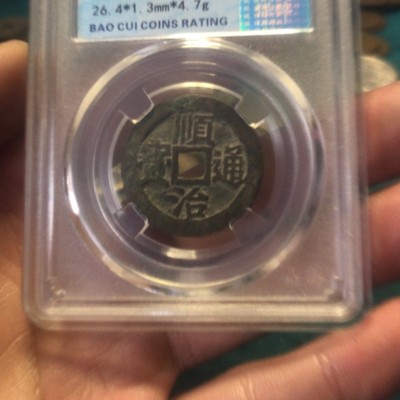 26.4*1.3mm*4.7g
BAO CUI COINS RATING
順治通寶